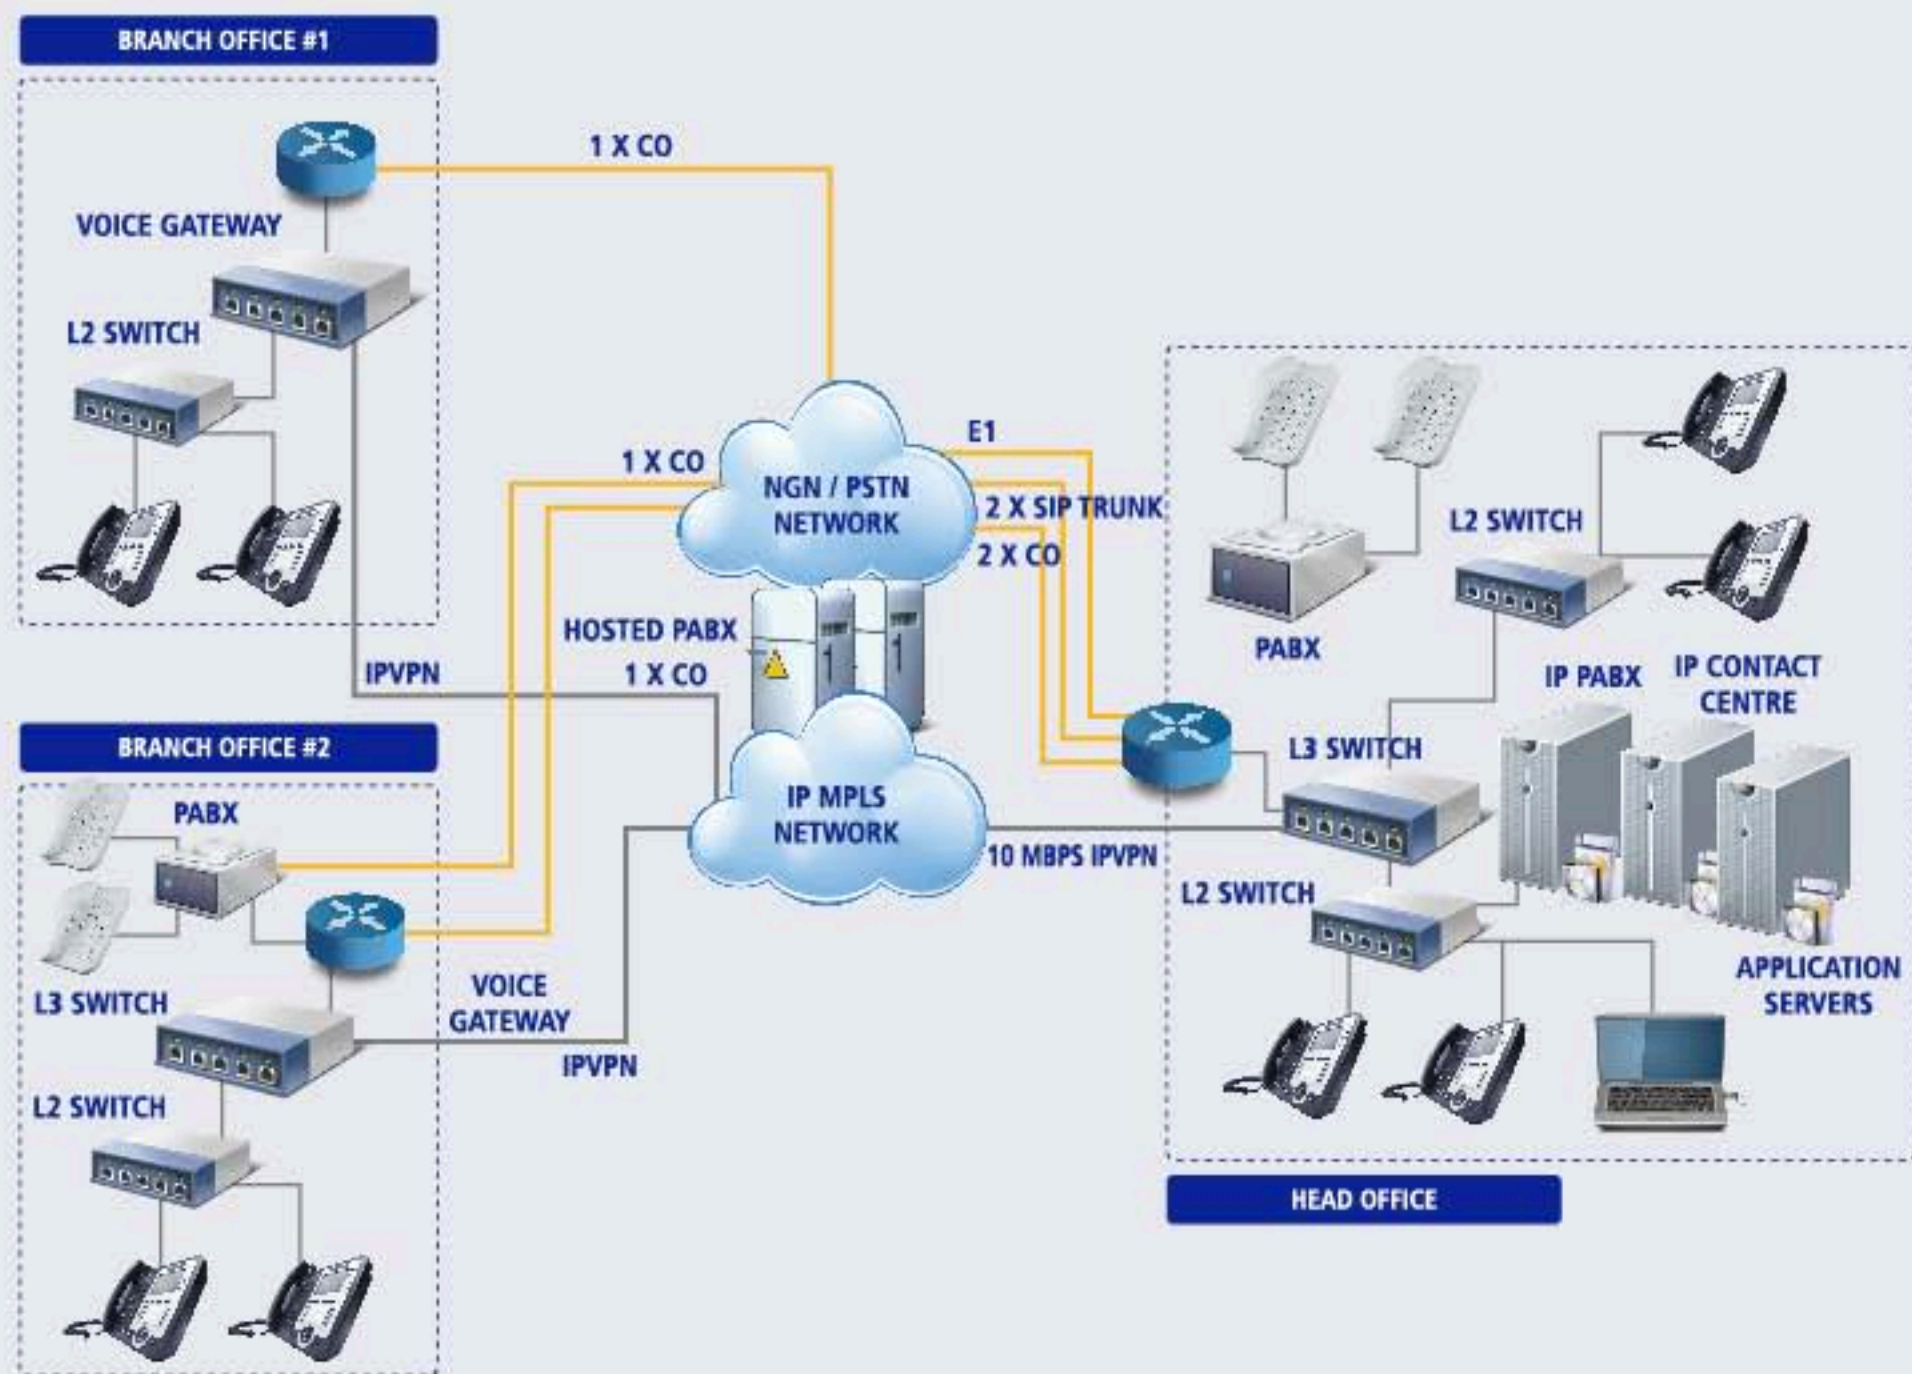 BRANCH OFFICE #1
1 X CO
VOICE GATEWAY
L2 SWITCH
E1
1 X CO
NGN / PSTN
NETWORK
2 X SIP TRUNK
2 X CO
L2 SWITCH
HOSTED PABX
1 X CO
PABX
IPVPN
IP PABX
IP CONTACT
CENTRE
BRANCH OFFICE #2
L3 SWITCH
PABX
IP MPLS
NETWORK
10 MBPS IPVPN
L2 SWITCH
L3 SWITCH
VOICE
GATEWAY
APPLICATION
SERVERS
IPVPN
L2 SWITCH
HEAD OFFICE